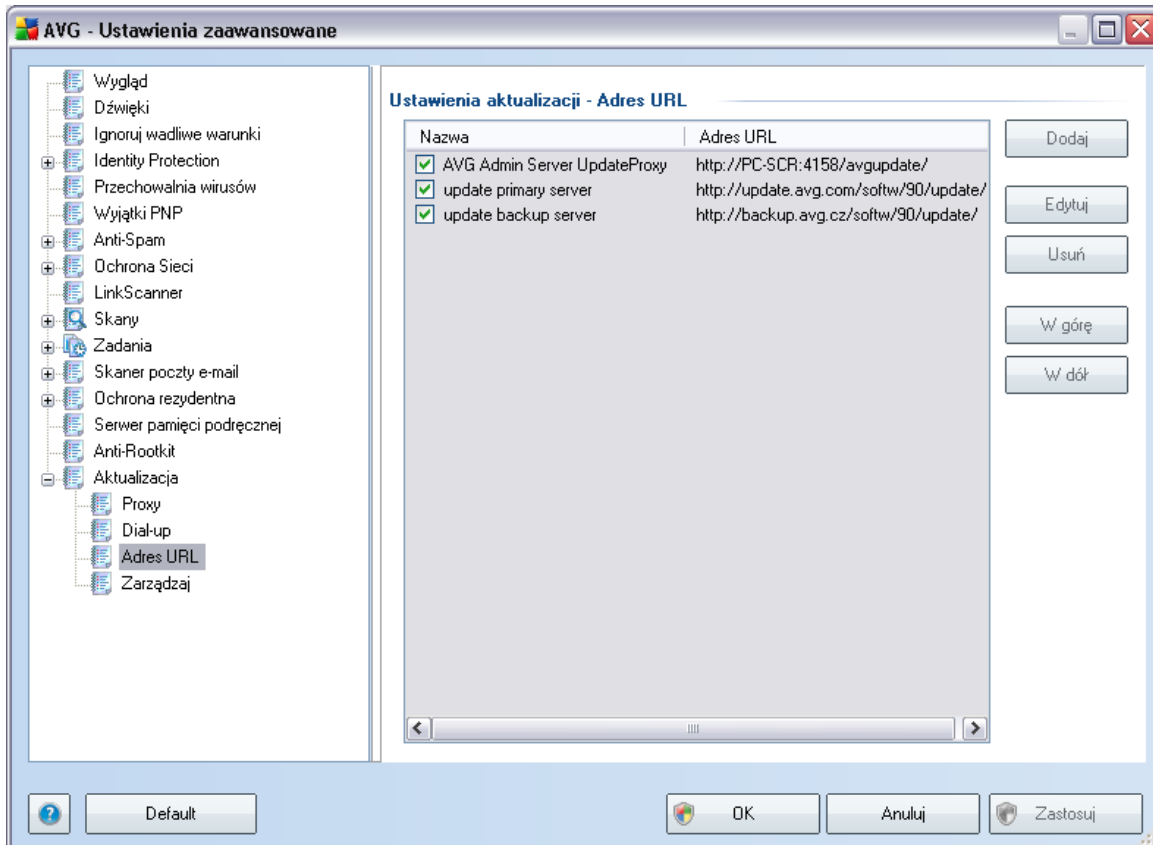 AVG - Ustawienia zaawansowane
Wygląd
Dźwięki
Ignoruj wadliwe warunki
Identity Protection
Przechowalnia wirusów
Wyjątki PNP
Anti-Spam
Ochrona Sieci
LinkScanner
Skany
Zadania
Skaner poczty e-mail
Ochrona rezydentna
Serwer pamięci podręcznej
Anti-Rootkit
Aktualizacja
Proxy
Dial-up
Adres URL
Zarządzaj
Ustawienia aktualizacji - Adres URL
Nazwa Adres URL
AVG Admin Server UpdateProxy http://PC-SCR:4158/avgupdate/
update primary server http://update.avg.com/softw/90/update/
update backup server http://backup.avg.cz/softw/90/update/
Dodaj
Edytuj
Usuń
W górę
W dół
Default
OK
Anuluj
Zastosuj